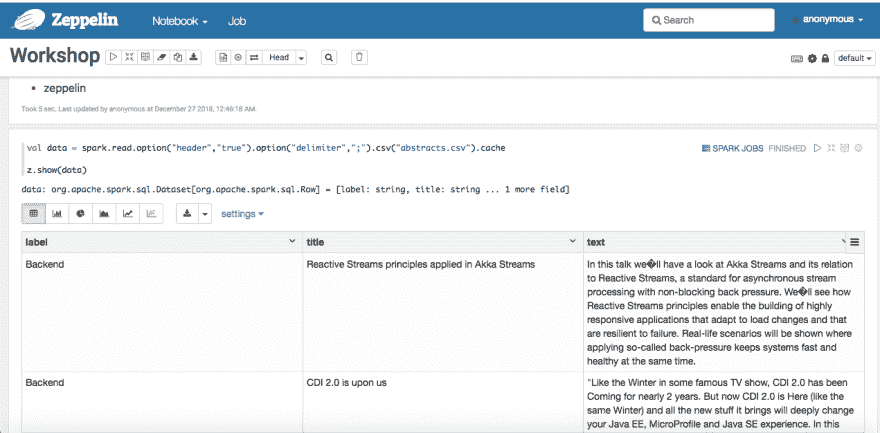 Zeppelin Notebook Job Search anonymous
Workshop Head default
zeppelin
Took 5 sec. Last updated by anonymous at December 27 2018, 12:46:18 AM.
val data = spark.read.option("header","true").option("delimiter",";").csv("abstracts.csv").cache SPARK JOBS FINISHED
z.show(data)
data: org.apache.spark.sql.Dataset[org.apache.spark.sql.Row] = [label: string, title: string ... 1 more field]
settings
label title text
Backend Reactive Streams principles applied in Akka Streams In this talk we�ll have a look at Akka Streams and its relation
to Reactive Streams, a standard for asynchronous stream
processing with non-blocking back pressure. We�ll see how
Reactive Streams principles enable the building of highly
responsive applications that adapt to load changes and that
are resilient to failure. Real-life scenarios will be shown where
applying so-called back-pressure keeps systems fast and
healthy at the same time.
Backend CDI 2.0 is upon us "Like the Winter in some famous TV show, CDI 2.0 has been
Coming for nearly 2 years. But now CDI 2.0 is Here (like the
same Winter) and all the new stuff it brings will deeply change
your Java EE, MicroProfile and Java SE experience. In this